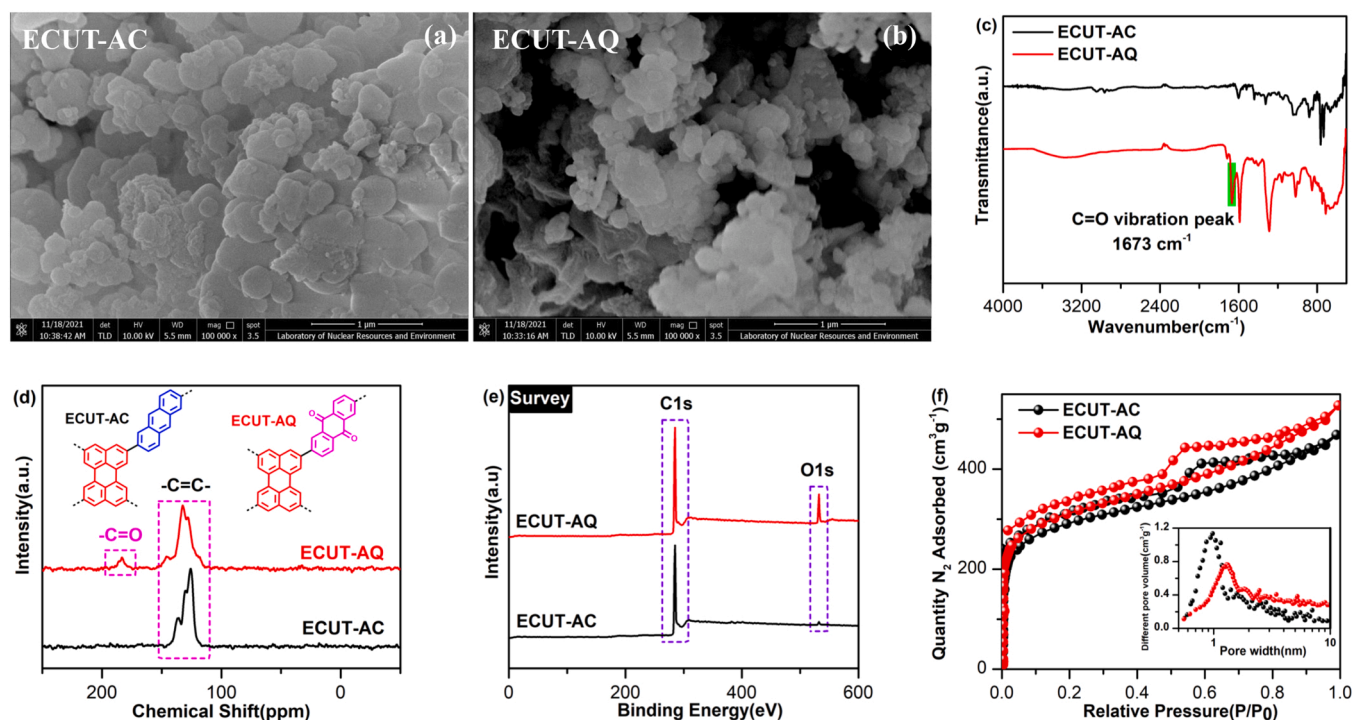 ECUT-AC
(a)
11/18/2021 det HV WD mag spot 1 µm
10:38:42 AM TLD 10.00 kV 5.5 mm 100 000 x 3.5 Laboratory of Nuclear Resources and Environment
ECUT-AQ
(b)
11/18/2021 det HV WD mag spot 1 µm
10:33:16 AM TLD 10.00 kV 5.5 mm 100 000 x 3.5 Laboratory of Nuclear Resources and Environment
(c)
ECUT-AC
ECUT-AQ
Transmittance(a.u.)
C=O vibration peak
1673 cm-1
4000 3200 2400 1600 800
Wavenumber(cm-1)
(d)
ECUT-AC
ECUT-AQ
O
O
-C=C-
-C=O
ECUT-AQ
ECUT-AC
Intensity(a.u.)
200 100 0
Chemical Shift(ppm)
(e)
Survey
C1s
O1s
ECUT-AQ
ECUT-AC
Intensity(a.u)
0 100 200 300 400 500 600
Binding Energy(eV)
(f)
ECUT-AC
ECUT-AQ
Quantity N2 Adsorbed (cm3g-1)
400
200
0
0.0 0.2 0.4 0.6 0.8 1.0
Relative Pressure(P/P0)
Different pore volume(cm3g-1)
1.2
0.8
0.4
0.0
1 10
Pore width(nm)